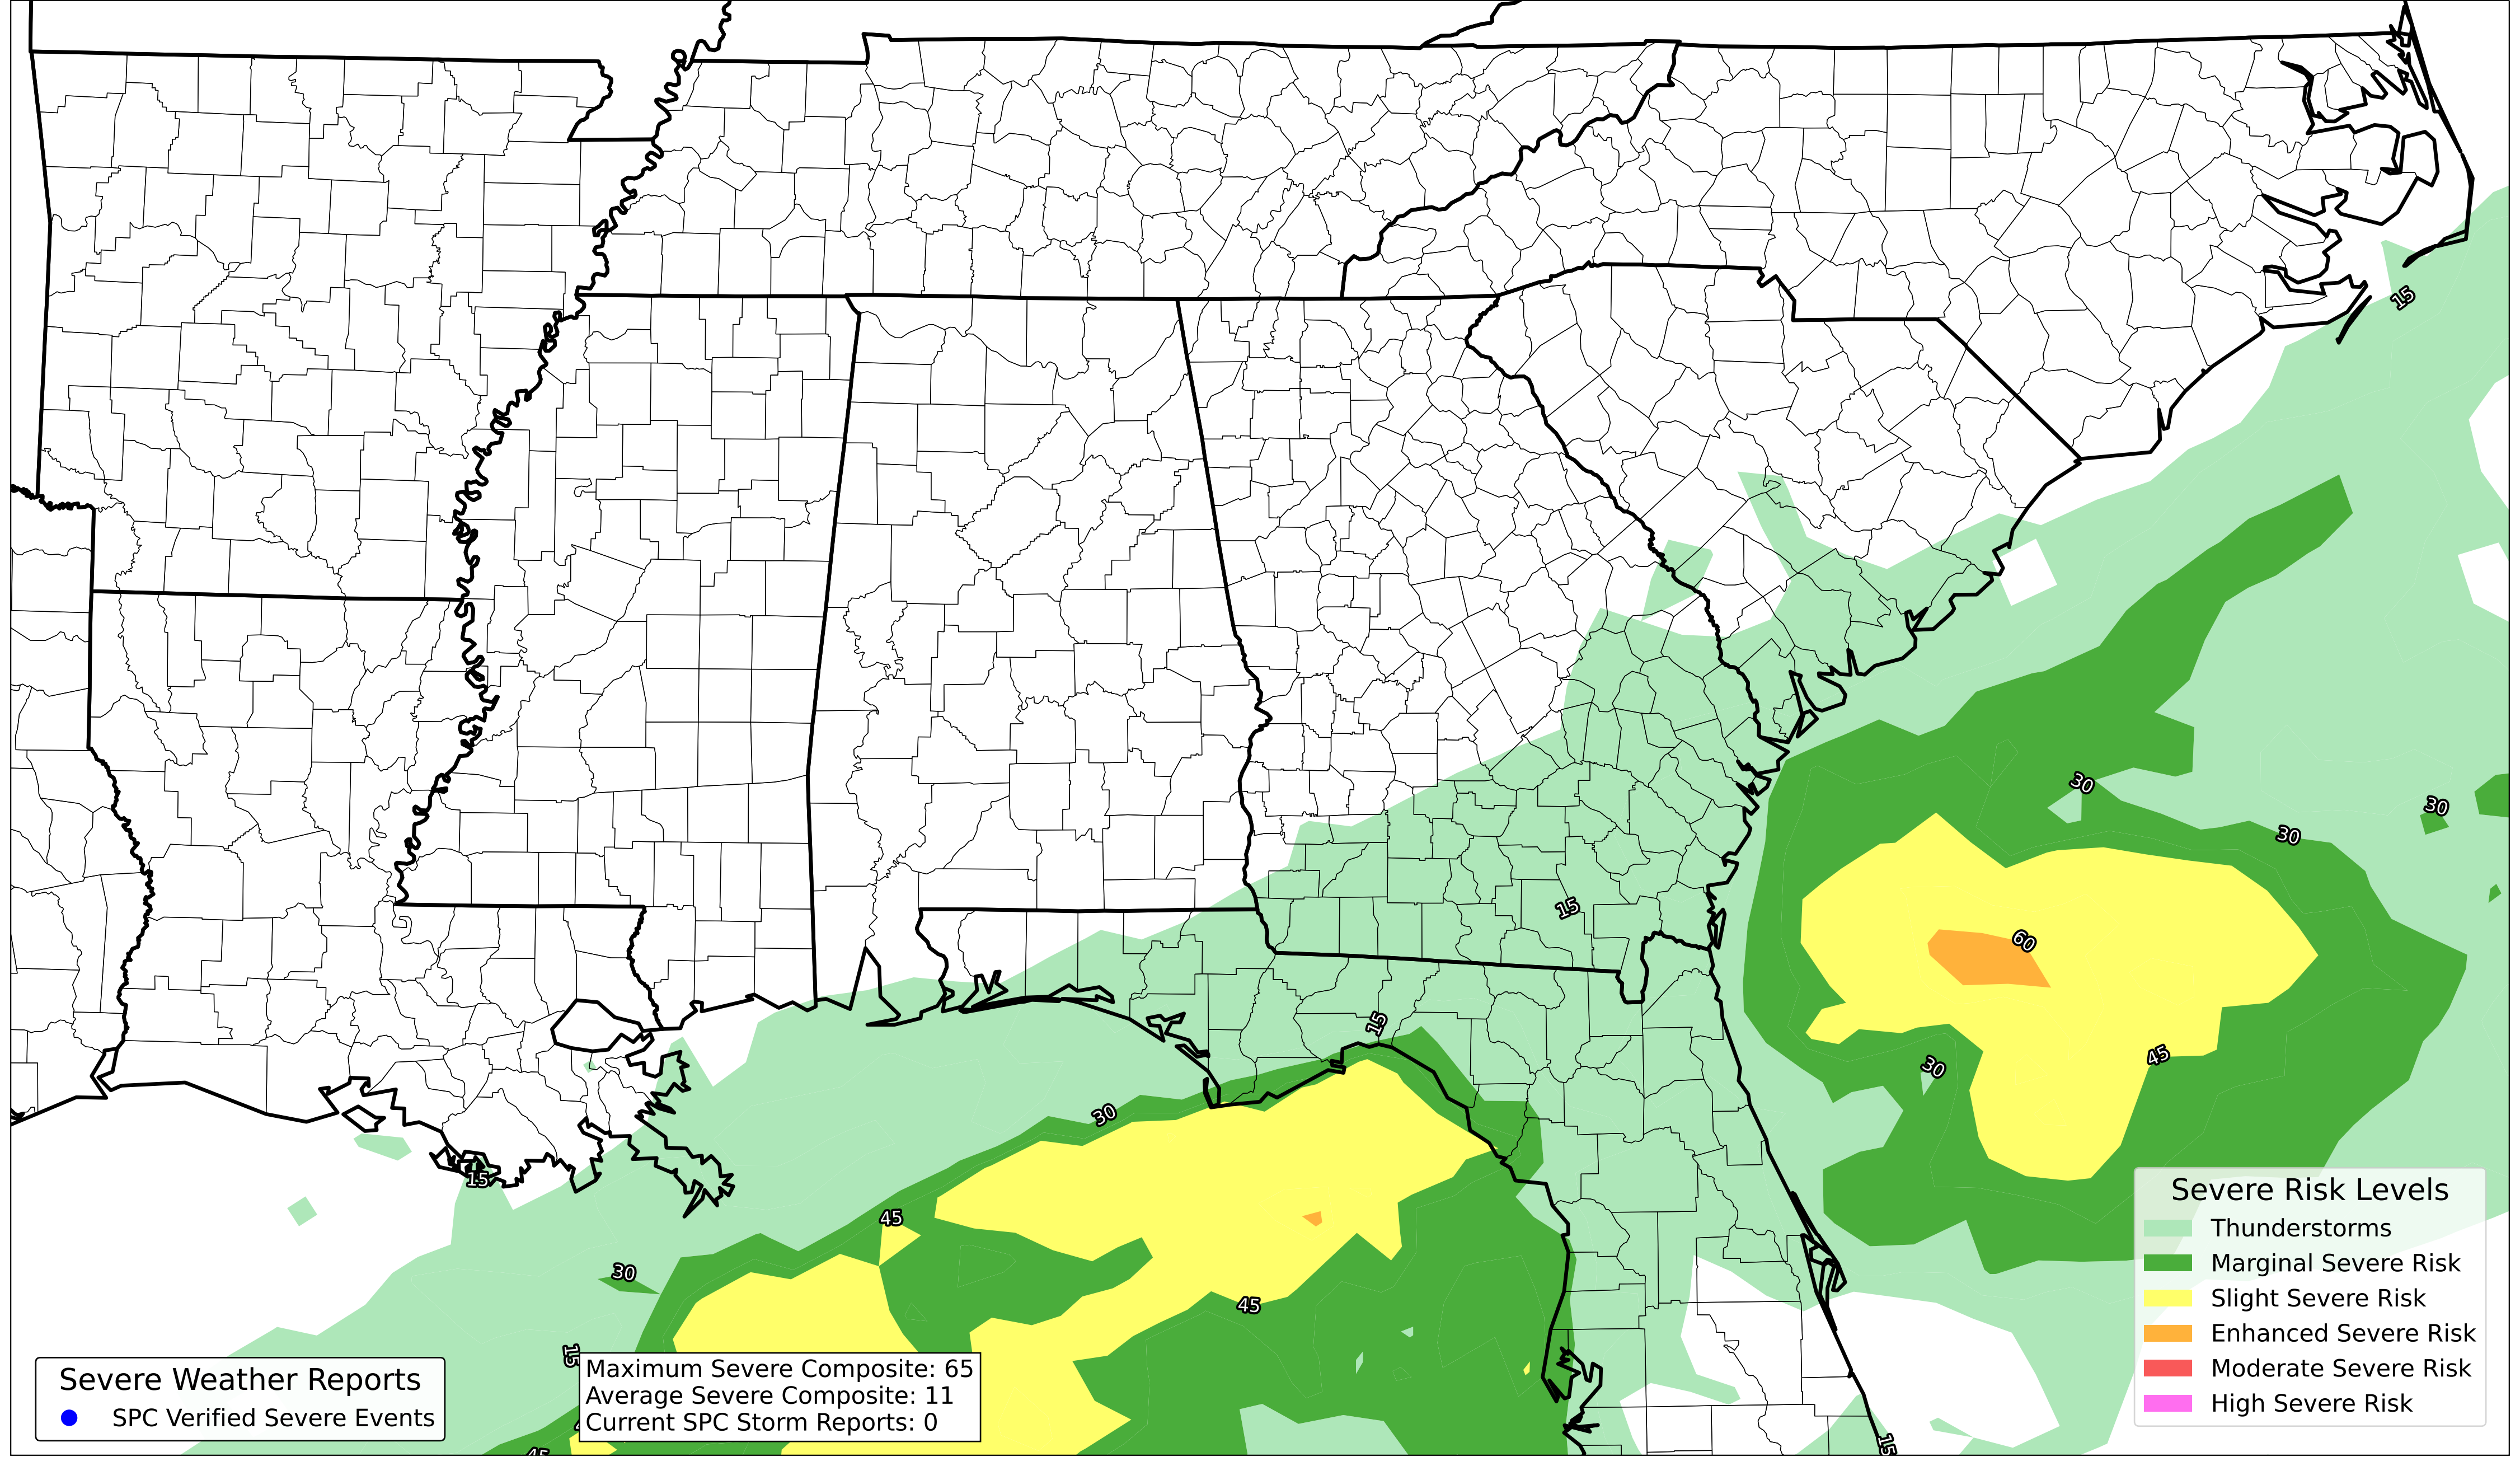 15
15
15
15
15
15
30
30
30
30
30
30
45
45
45
45
60
Severe Weather Reports
SPC Verified Severe Events
Maximum Severe Composite: 65
Average Severe Composite: 11
Current SPC Storm Reports: 0
Severe Risk Levels
Thunderstorms
Marginal Severe Risk
Slight Severe Risk
Enhanced Severe Risk
Moderate Severe Risk
High Severe Risk